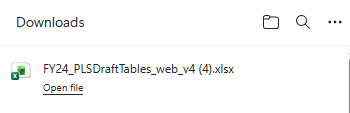 Downloads
FY24_PLSDraftTables_web_v4 (4).xlsx
Open file